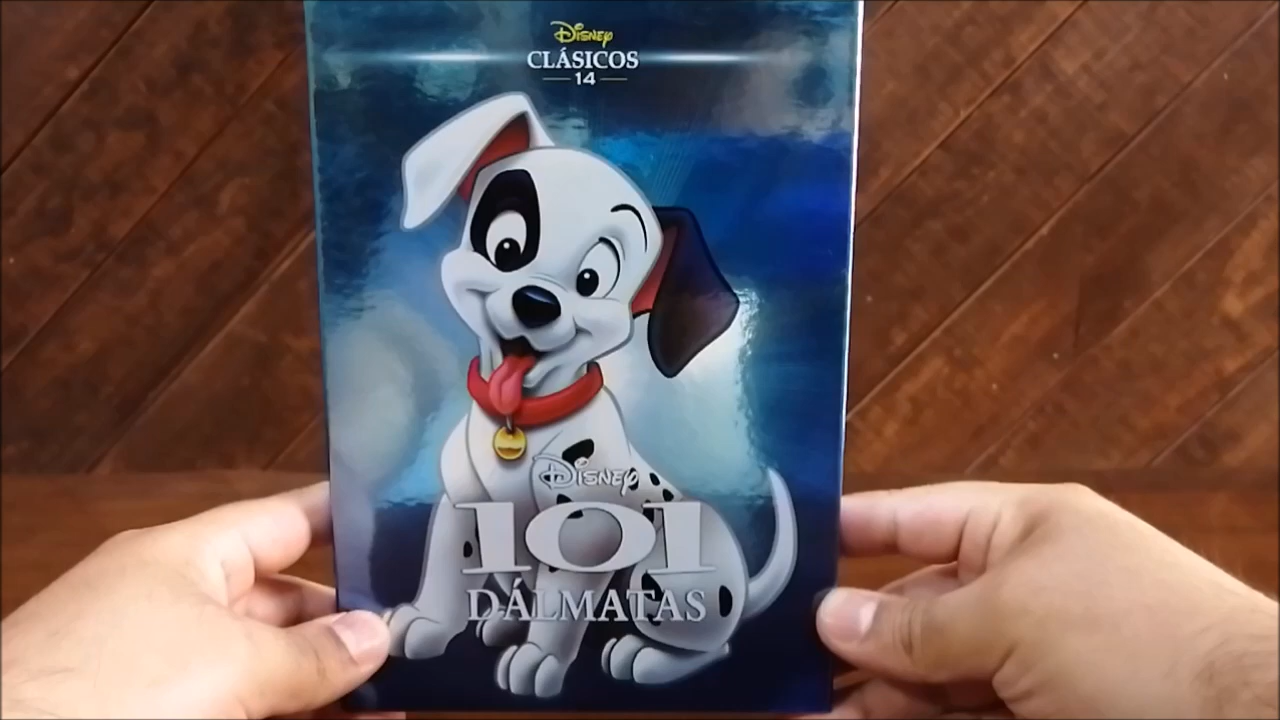 Disney
CLÁSICOS
14
Disney
101
DÁLMATAS